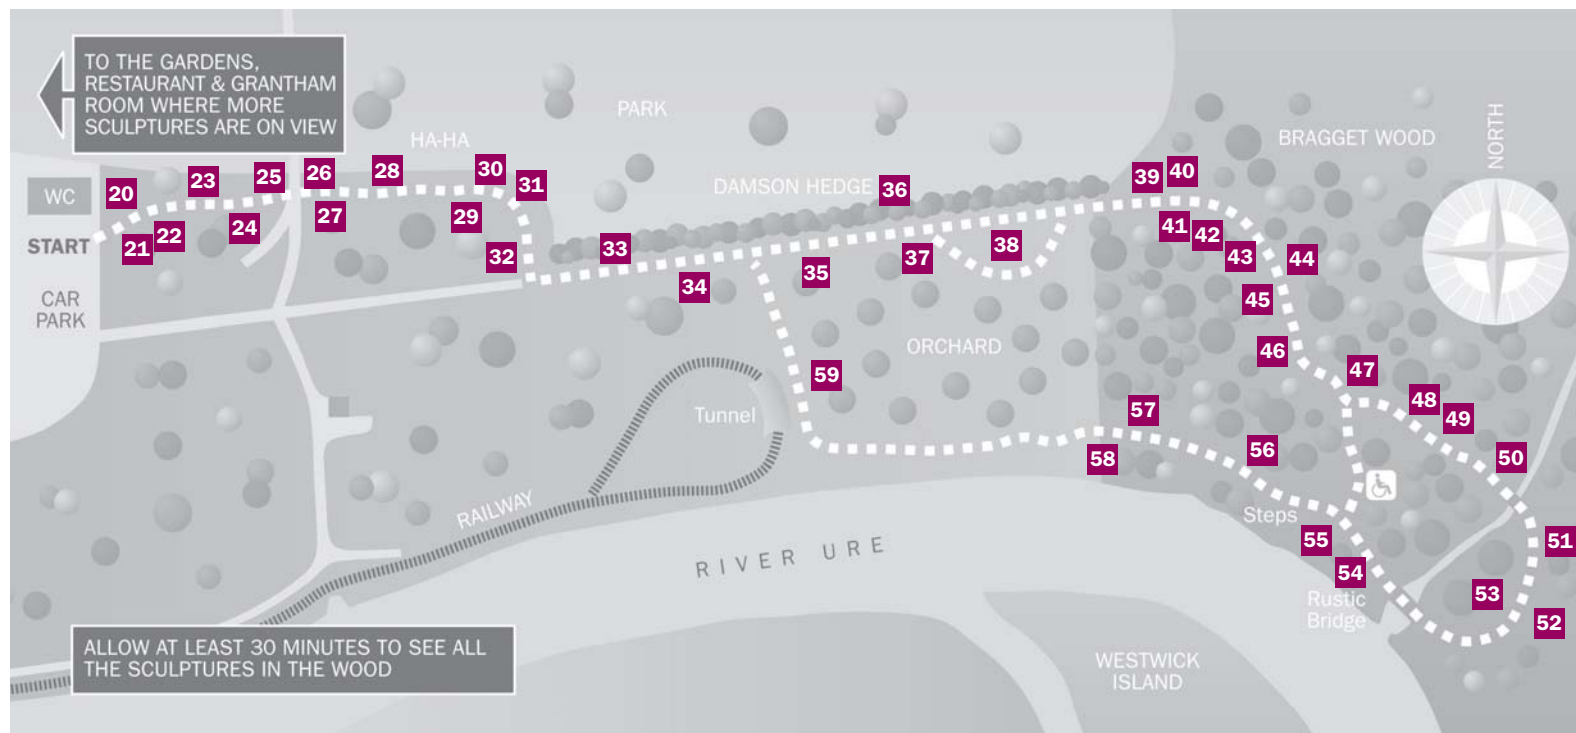 TO THE GARDENS,
RESTAURANT & GRANTHAM
ROOM WHERE MORE
SCULPTURES ARE ON VIEW
PARK
HA-HA
BRAGGET WOOD
NORTH
WC
START
CAR
PARK
DAMSON HEDGE
20
21
22
23
24
25
26
27
28
29
30
31
32
33
34
35
36
37
38
39
40
41
42
43
44
45
46
47
48
49
50
51
52
53
54
55
56
57
58
59
ORCHARD
Tunnel
RAILWAY
RIVER URE
Steps
Rustic
Bridge
WESTWICK
ISLAND
ALLOW AT LEAST 30 MINUTES TO SEE ALL
THE SCULPTURES IN THE WOOD